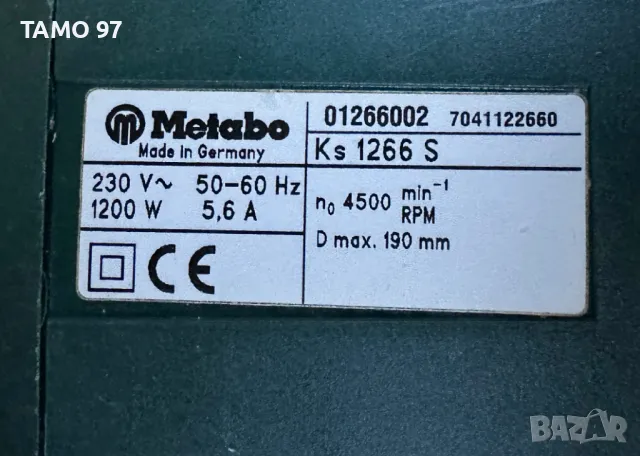 TAMO 97
Metabo
Made in Germany
01266002 7041122660
Ks 1266 S
230 V~ 50-60 Hz
1200 W 5,6 A
n₀ 4500 min⁻¹ RPM
D max. 190 mm
CE
BAZAR